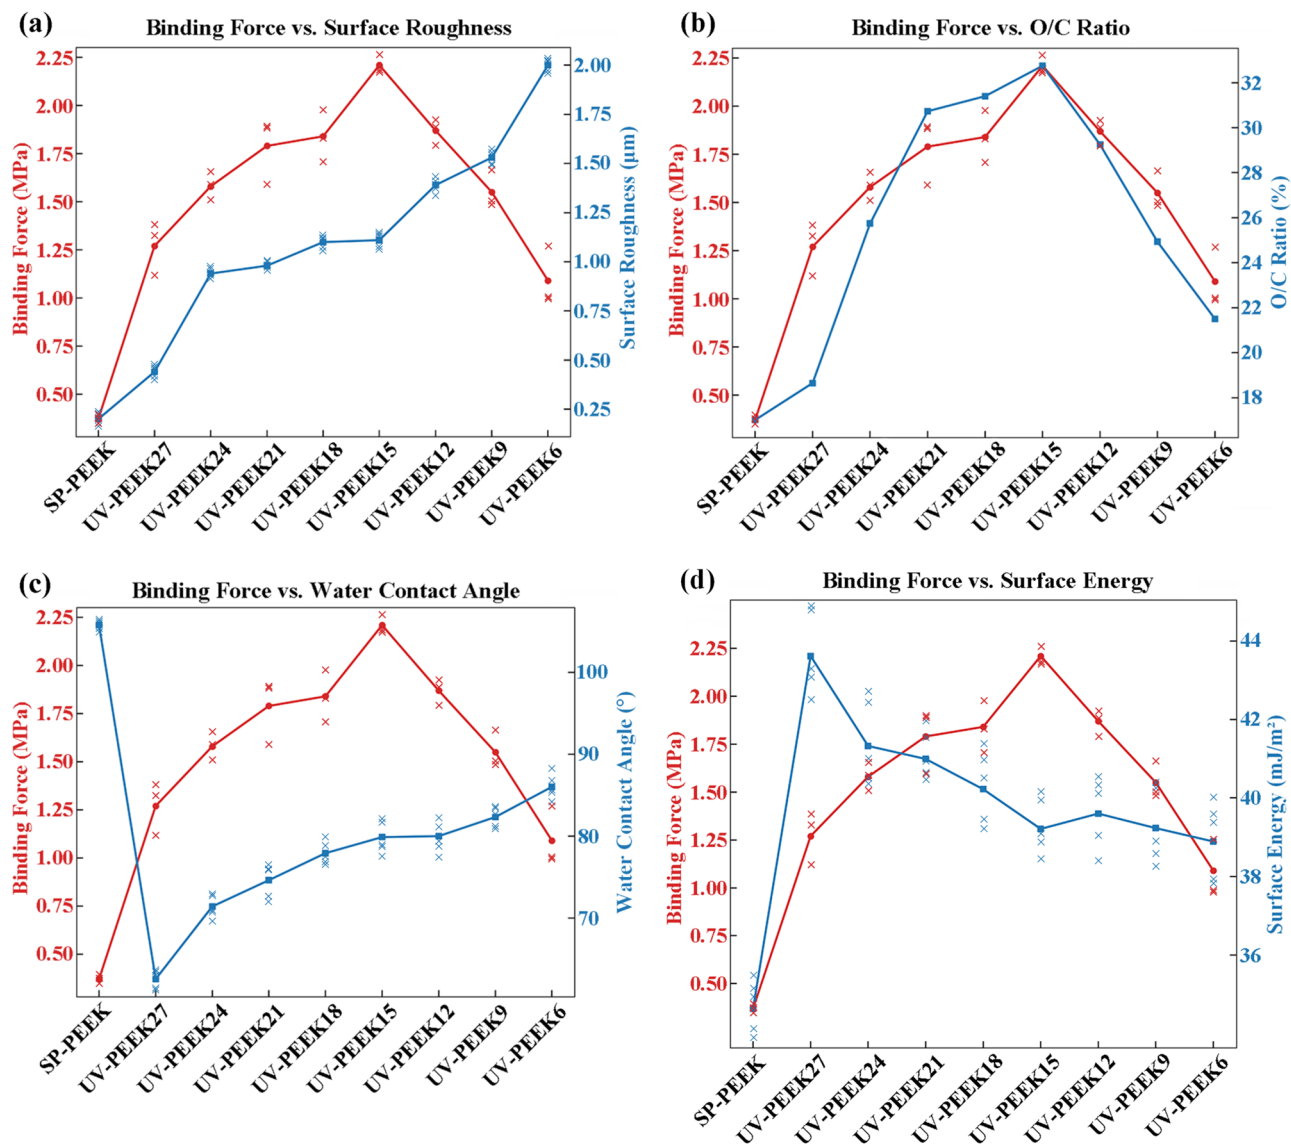 (a)
Binding Force vs. Surface Roughness
Binding Force (MPa)
2.25
2.00
1.75
1.50
1.25
1.00
0.75
0.50
2.00
1.75
1.50
1.25
1.00
0.75
0.50
0.25
Surface Roughness (μm)
SP-PEEK
UV-PEEK27
UV-PEEK24
UV-PEEK21
UV-PEEK18
UV-PEEK15
UV-PEEK12
UV-PEEK9
UV-PEEK6
(b)
Binding Force vs. O/C Ratio
Binding Force (MPa)
2.25
2.00
1.75
1.50
1.25
1.00
0.75
0.50
32
30
28
26
24
22
20
18
O/C Ratio (%)
SP-PEEK
UV-PEEK27
UV-PEEK24
UV-PEEK21
UV-PEEK18
UV-PEEK15
UV-PEEK12
UV-PEEK9
UV-PEEK6
(c)
Binding Force vs. Water Contact Angle
Binding Force (MPa)
2.25
2.00
1.75
1.50
1.25
1.00
0.75
0.50
100
90
80
70
Water Contact Angle (°)
SP-PEEK
UV-PEEK27
UV-PEEK24
UV-PEEK21
UV-PEEK18
UV-PEEK15
UV-PEEK12
UV-PEEK9
UV-PEEK6
(d)
Binding Force vs. Surface Energy
Binding Force (MPa)
2.25
2.00
1.75
1.50
1.25
1.00
0.75
0.50
44
42
40
38
36
Surface Energy (mJ/m²)
SP-PEEK
UV-PEEK27
UV-PEEK24
UV-PEEK21
UV-PEEK18
UV-PEEK15
UV-PEEK12
UV-PEEK9
UV-PEEK6